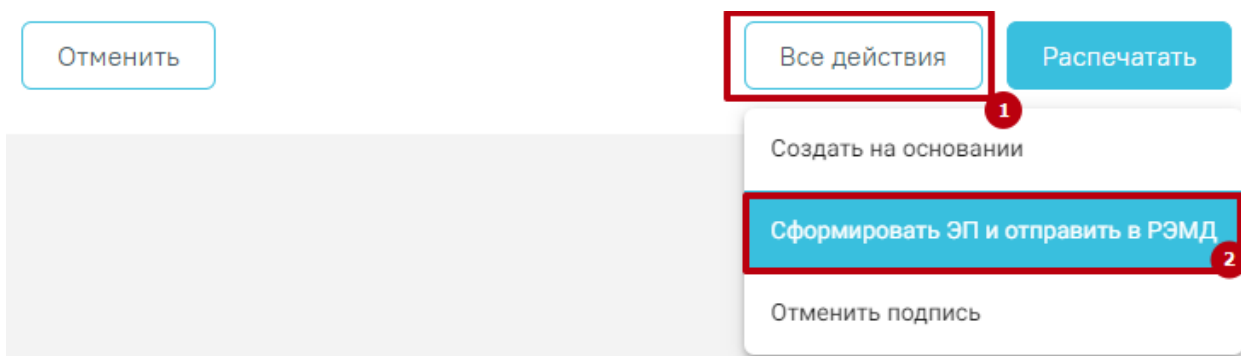 Отменить
Все действия
Распечатать
1
Создать на основании
Сформировать ЭП и отправить в РЭМД
2
Отменить подпись